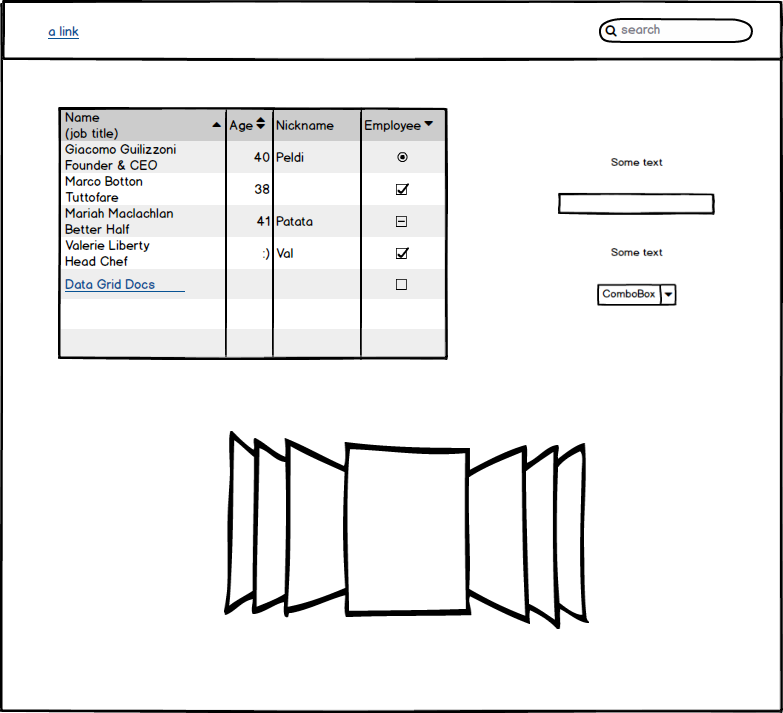 a link
search
Name
(job title)
Age
Nickname
Employee
Giacomo Guilizzoni
Founder & CEO
40
Peldi
Marco Botton
Tuttofare
38
Mariah Maclachlan
Better Half
41
Patata
Valerie Liberty
Head Chef
:)
Val
Data Grid Docs
Some text
Some text
ComboBox